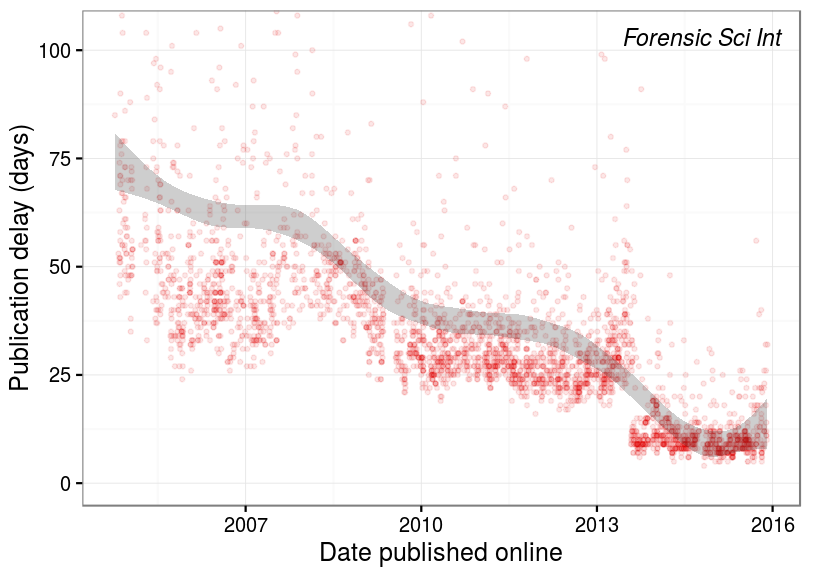 Forensic Sci Int
100
75
50
25
0
Publication delay (days)
2007 2010 2013 2016
Date published online